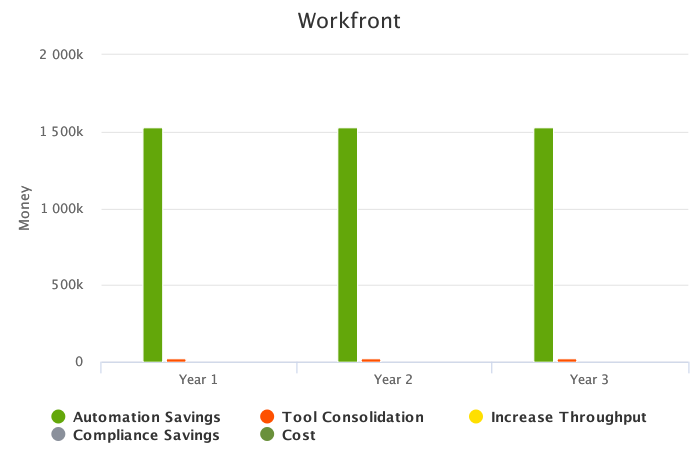 Workfront
2 000k
1 500k
1 000k
500k
0
Money
Year 1
Year 2
Year 3
Automation Savings
Tool Consolidation
Increase Throughput
Compliance Savings
Cost